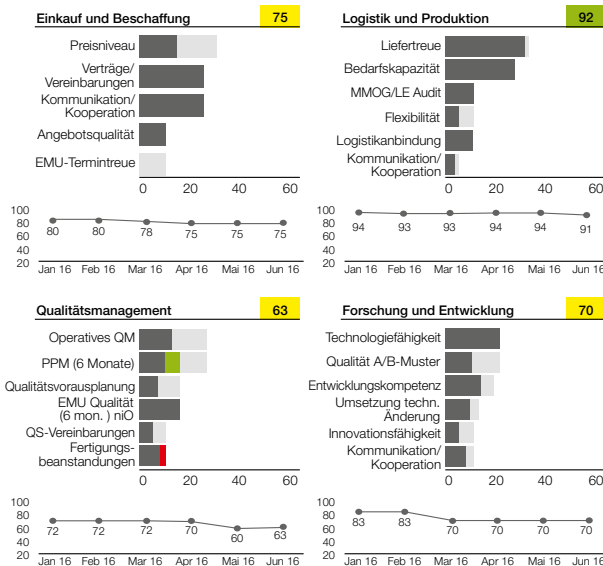 Einkauf und Beschaffung 75
Preisniveau
Verträge/
Vereinbarungen
Kommunikation/
Kooperation
Angebotsqualität
EMU-Termintreue
0 20 40 60
100
80
60
40
20
80 80 78 75 75 75
Jan 16 Feb 16 Mar 16 Apr 16 Mai 16 Jun 16
Logistik und Produktion 92
Liefertreue
Bedarfskapazität
MMOG/LE Audit
Flexibilität
Logistikanbindung
Kommunikation/
Kooperation
0 20 40 60
100
80
60
40
20
94 93 93 94 94 91
Jan 16 Feb 16 Mar 16 Apr 16 Mai 16 Jun 16
Qualitätsmanagement 63
Operatives QM
PPM (6 Monate)
Qualitätsvorausplanung
EMU Qualität
(6 mon. ) niO
QS-Vereinbarungen
Fertigungs-
beanstandungen
0 20 40 60
100
80
60
40
20
72 72 72 70 60 63
Jan 16 Feb 16 Mar 16 Apr 16 Mai 16 Jun 16
Forschung und Entwicklung 70
Technologiefähigkeit
Qualität A/B-Muster
Entwicklungskompetenz
Umsetzung techn.
Änderung
Innovationsfähigkeit
Kommunikation/
Kooperation
0 20 40 60
100
80
60
40
20
83 83 70 70 70 70
Jan 16 Feb 16 Mar 16 Apr 16 Mai 16 Jun 16